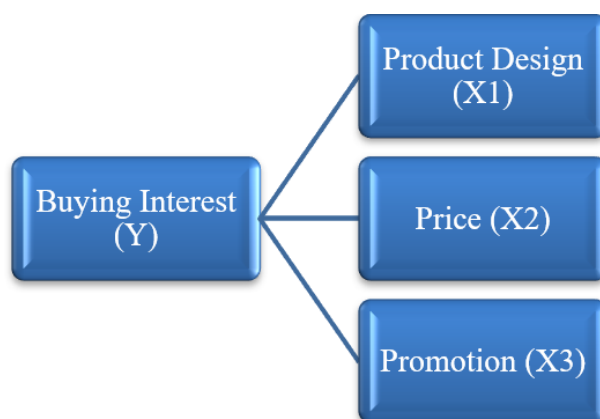 Product Design
(X1)
Buying Interest
(Y)
Price (X2)
Promotion (X3)